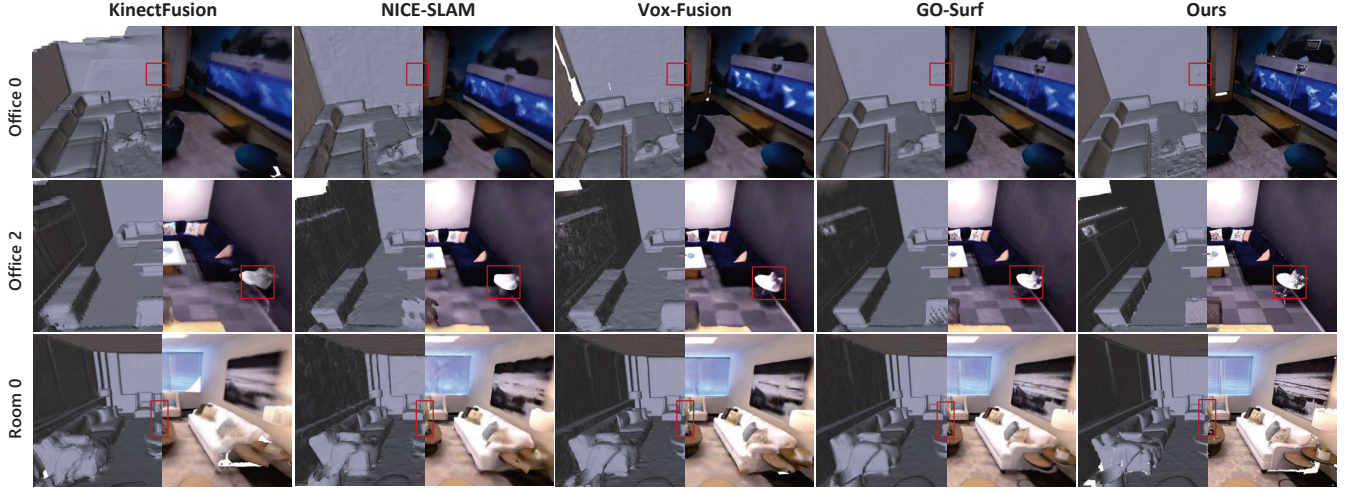 KinectFusion NICE-SLAM Vox-Fusion GO-Surf Ours
Office 0
Office 2
Room 0